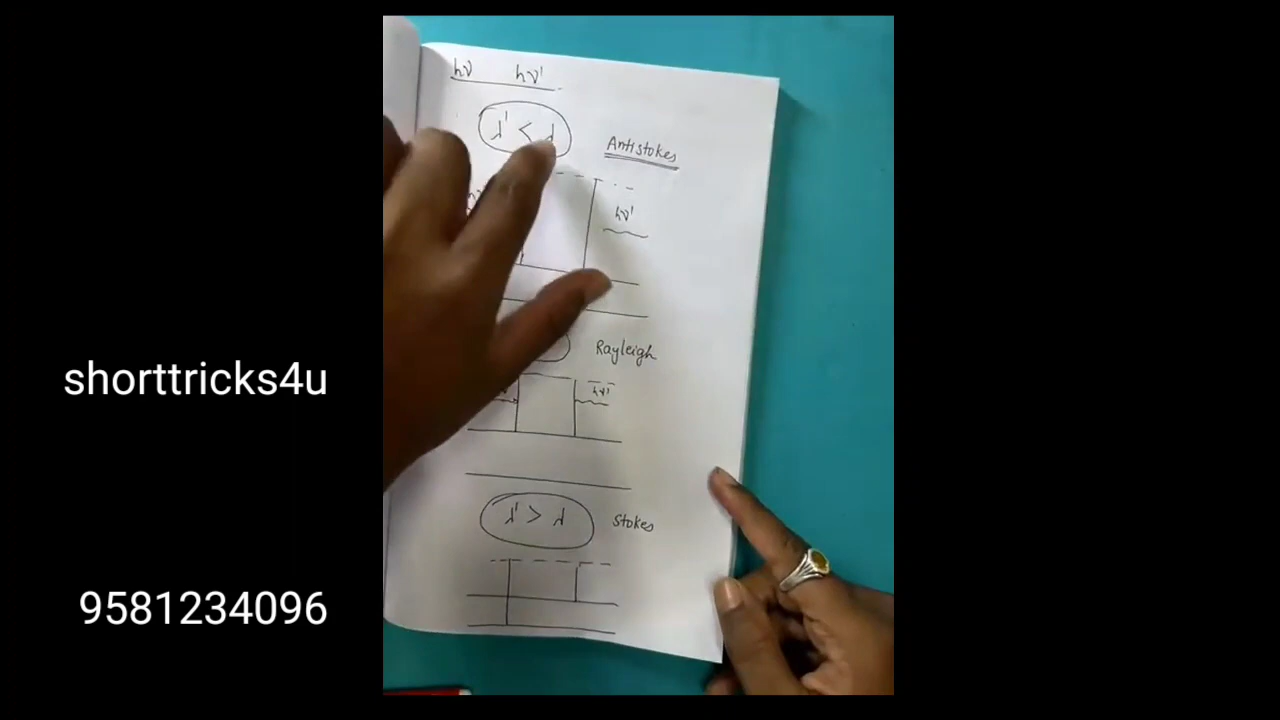 hν hν'
λ' < λ
Antistokes
hν'
Rayleigh
hν'
λ' > λ
Stokes
shorttricks4u
9581234096